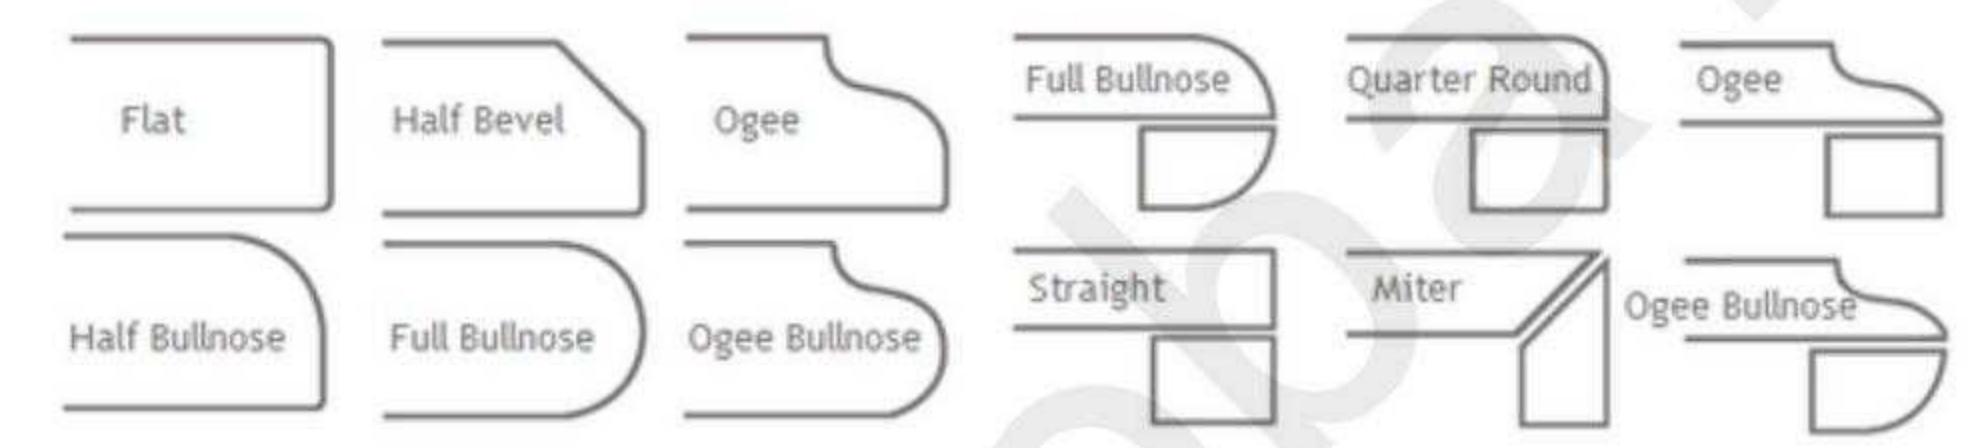 Flat
Half Bevel
Ogee
Full Bullnose
Quarter Round
Ogee
Half Bullnose
Full Bullnose
Ogee Bullnose
Straight
Miter
Ogee Bullnose